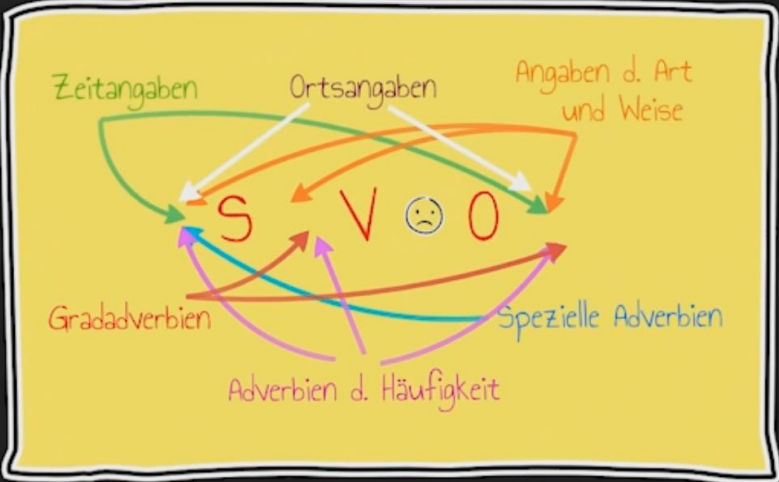 Zeitangaben
Ortsangaben
Angaben d. Art
und Weise
S V O
Gradadverbien
Spezielle Adverbien
Adverbien d. Häufigkeit